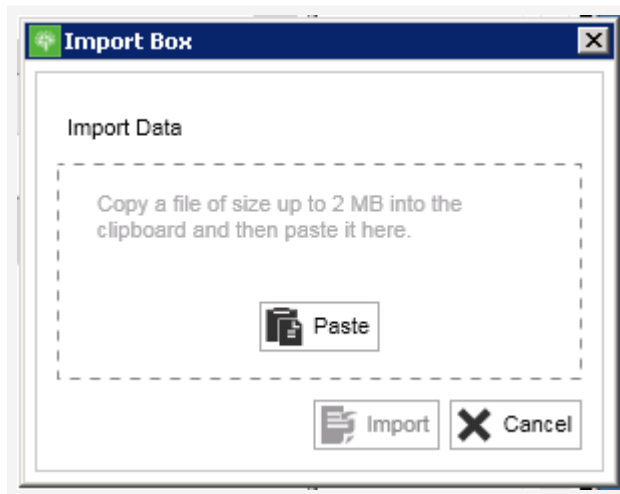 Import Box
Import Data
Copy a file of size up to 2 MB into the
clipboard and then paste it here.
Paste
Import
Cancel